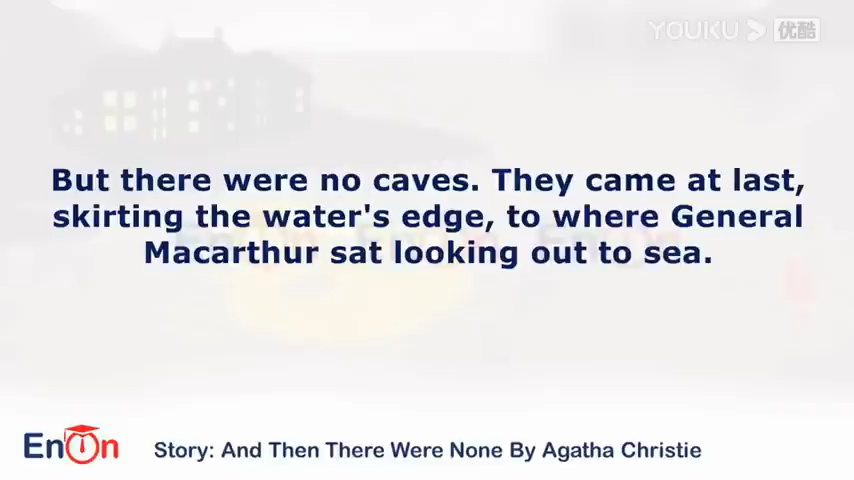 YOUKU 优酷
But there were no caves. They came at last,
skirting the water's edge, to where General
Macarthur sat looking out to sea.
EnOn
Story: And Then There Were None By Agatha Christie